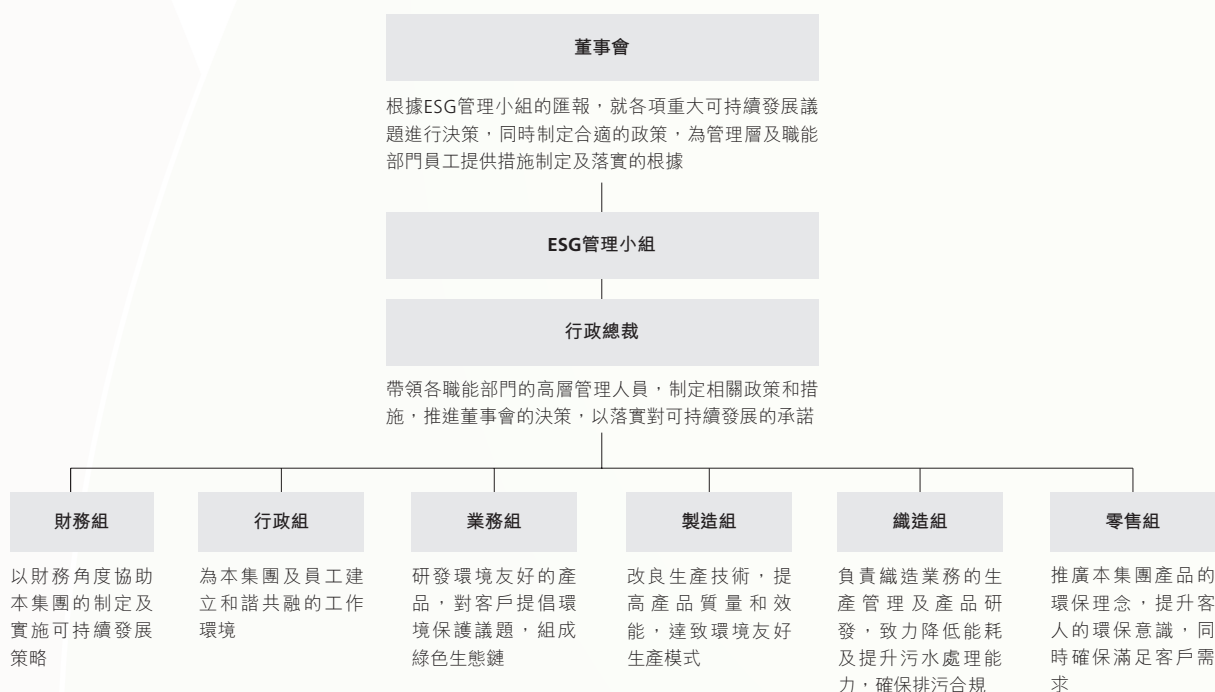 董事會
根據ESG管理小組的匯報，就各項重大可持續發展議
題進行決策，同時制定合適的政策，為管理層及職能
部門員工提供措施制定及落實的根據
ESG管理小組
行政總裁
帶領各職能部門的高層管理人員，制定相關政策和措
施，推進董事會的決策，以落實對可持續發展的承諾
財務組
以財務角度協助
本集團的制定及
實施可持續發展
策略
行政組
為本集團及員工建
立和諧共融的工作
環境
業務組
研發環境友好的產
品，對客戶提倡環
境保護議題，組成
綠色生態鏈
製造組
改良生產技術，提
高產品質量和效
能，達致環境友好
生產模式
織造組
負責織造業務的生
產管理及產品研
發，致力降低能耗
及提升污水處理能
力，確保排污合規
零售組
推廣本集團產品的
環保理念，提升客
人的環保意識，同
時確保滿足客戶需
求